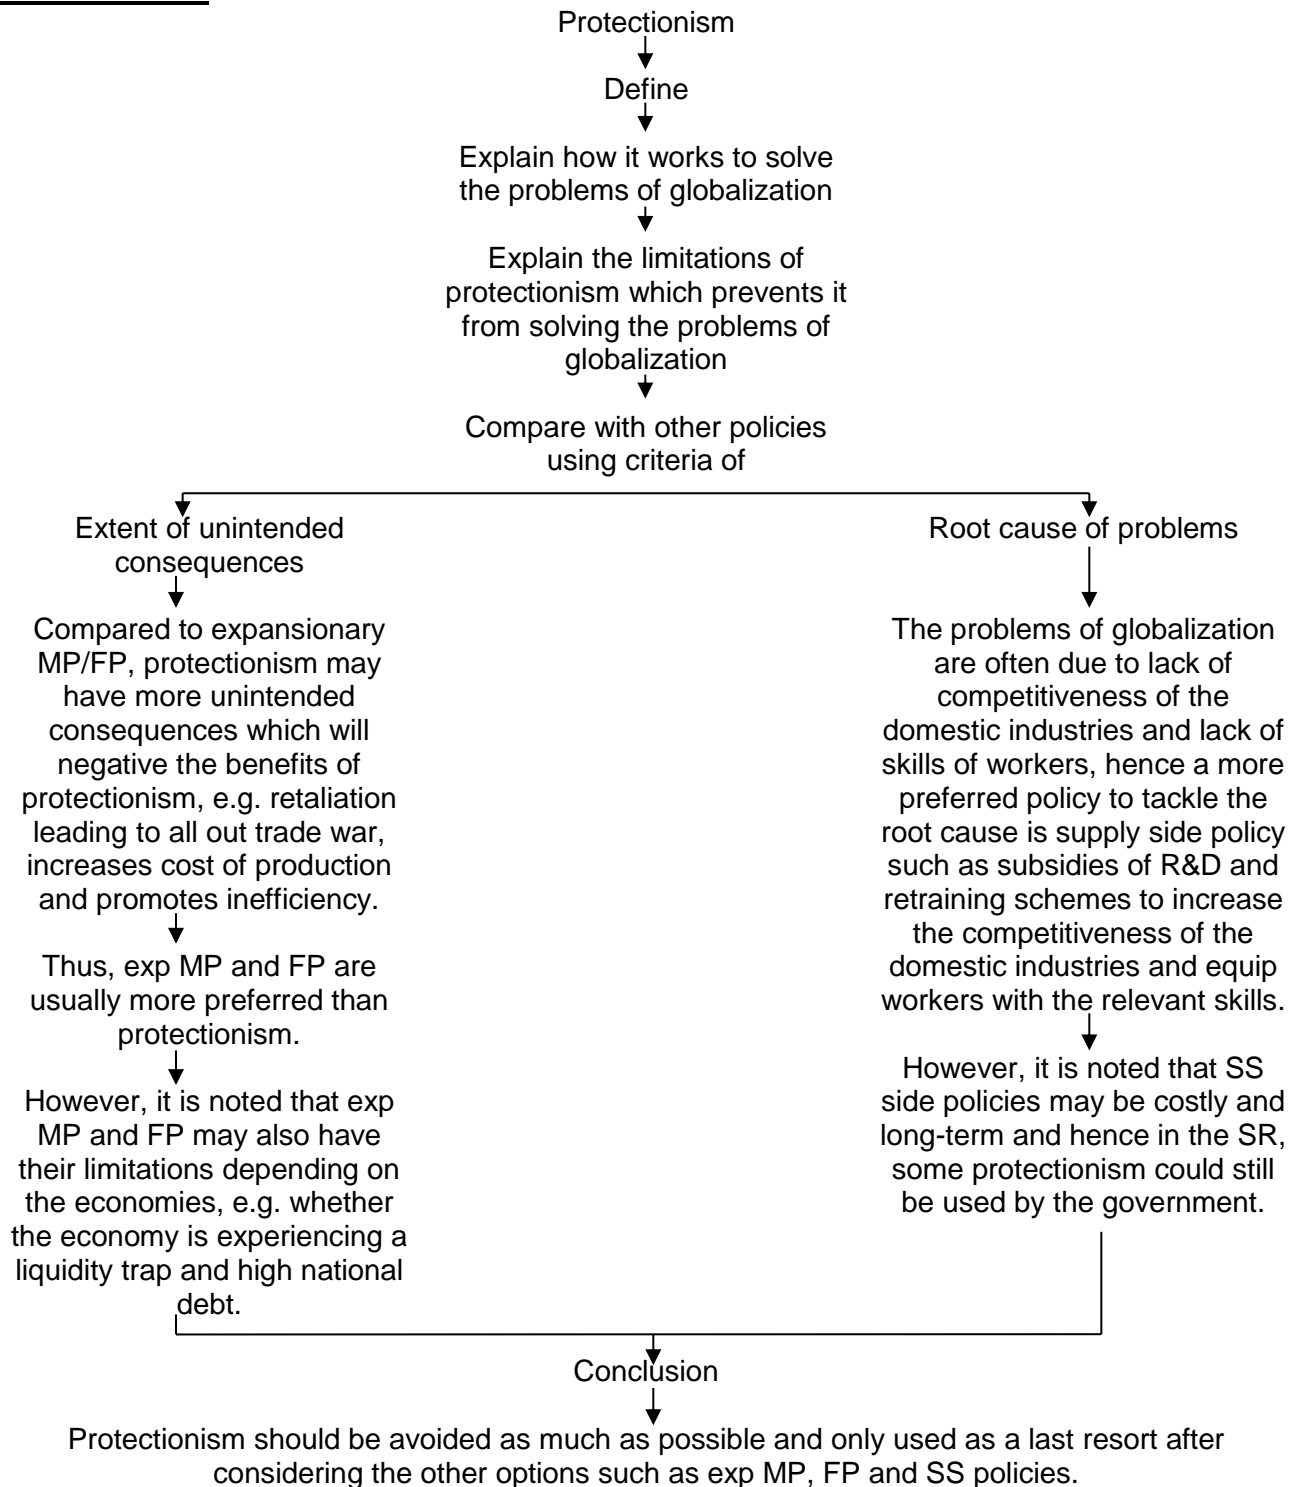 Protectionism
Define
Explain how it works to solve
the problems of globalization
Explain the limitations of
protectionism which prevents it
from solving the problems of
globalization
Compare with other policies
using criteria of
Extent of unintended
consequences
Compared to expansionary
MP/FP, protectionism may
have more unintended
consequences which will
negative the benefits of
protectionism, e.g. retaliation
leading to all out trade war,
increases cost of production
and promotes inefficiency.
Thus, exp MP and FP are
usually more preferred than
protectionism.
However, it is noted that exp
MP and FP may also have
their limitations depending on
the economies, e.g. whether
the economy is experiencing a
liquidity trap and high national
debt.
Root cause of problems
The problems of globalization
are often due to lack of
competitiveness of the
domestic industries and lack of
skills of workers, hence a more
preferred policy to tackle the
root cause is supply side policy
such as subsidies of R&D and
retraining schemes to increase
the competitiveness of the
domestic industries and equip
workers with the relevant skills.
However, it is noted that SS
side policies may be costly and
long-term and hence in the SR,
some protectionism could still
be used by the government.
Conclusion
Protectionism should be avoided as much as possible and only used as a last resort after
considering the other options such as exp MP, FP and SS policies.